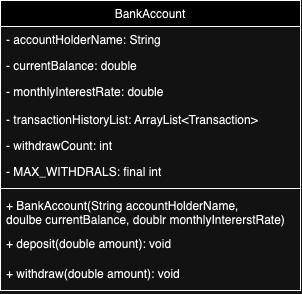 BankAccount
- accountHolderName: String
- currentBalance: double
- monthlyInterestRate: double
- transactionHistoryList: ArrayList<Transaction>
- withdrawCount: int
- MAX_WITHDRALS: final int
+ BankAccount(String accountHolderName,
doulbe currentBalance, doublr monthlyIntererstRate)
+ deposit(double amount): void
+ withdraw(double amount): void